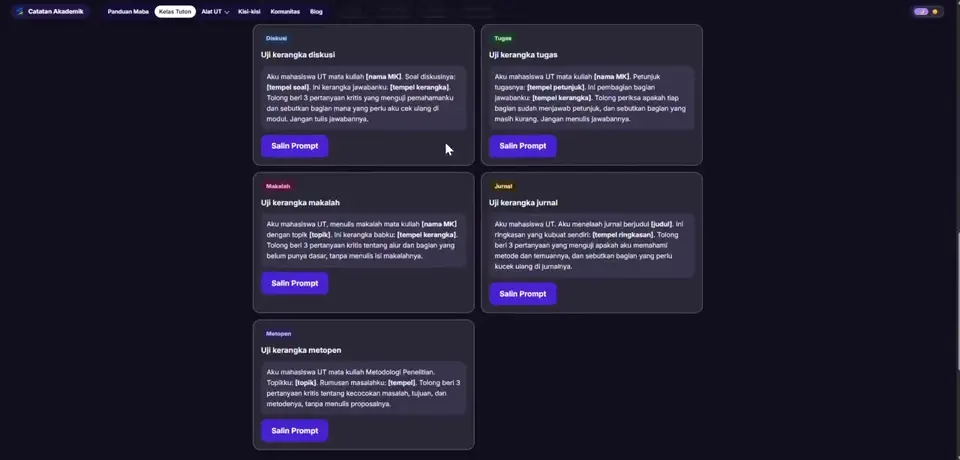 Catatan Akademik
Panduan Maba
Kelas Tuton
Alat UT
Kisi-kisi
Komunitas
Blog
Diskusi
Uji kerangka diskusi
Aku mahasiswa UT mata kuliah [nama MK]. Soal diskusinya:
[tempel soal]. Ini kerangka jawabanku: [tempel kerangka].
Tolong beri 3 pertanyaan kritis yang menguji pemahamanku
dan sebutkan bagian mana yang perlu aku cek ulang di
modul. Jangan tulis jawabannya.
Salin Prompt
Tugas
Uji kerangka tugas
Aku mahasiswa UT mata kuliah [nama MK]. Petunjuk
tugasnya: [tempel petunjuk]. Ini pembagian bagian
jawabanku: [tempel kerangka]. Tolong periksa apakah tiap
bagian sudah menjawab petunjuk, dan sebutkan bagian yang
masih kurang. Jangan menulis jawabannya.
Salin Prompt
Makalah
Uji kerangka makalah
Aku mahasiswa UT, menulis makalah mata kuliah [nama MK]
dengan topik [topik]. Ini kerangka babku: [tempel kerangka].
Tolong beri 3 pertanyaan kritis tentang alur dan bagian yang
belum punya dasar, tanpa menulis isi makalahnya.
Salin Prompt
Jurnal
Uji kerangka jurnal
Aku mahasiswa UT. Aku menelaah jurnal berjudul [judul]. Ini
ringkasan yang kubuat sendiri: [tempel ringkasan]. Tolong
beri 3 pertanyaan yang menguji apakah aku memahami
metode dan temuannya, dan sebutkan bagian yang perlu
kucek ulang di jurnalnya.
Salin Prompt
Metopen
Uji kerangka metopen
Aku mahasiswa UT mata kuliah Metodologi Penelitian.
Topikku: [topik]. Rumusan masalahku: [tempel]. Tolong beri 3
pertanyaan kritis tentang kecocokan masalah, tujuan, dan
metodenya, tanpa menulis proposalnya.
Salin Prompt